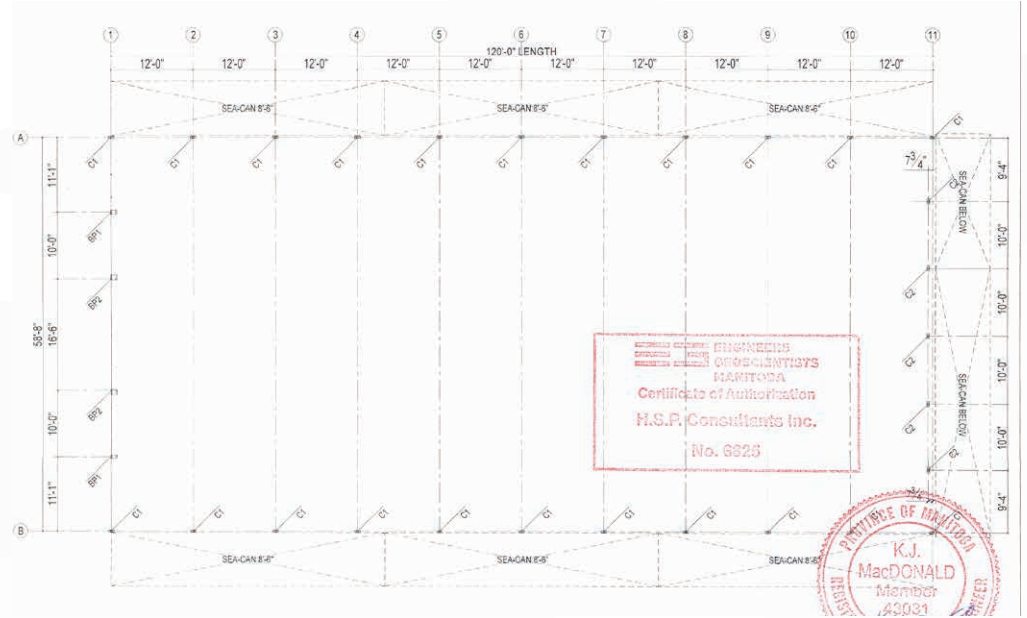 1 2 3 4 5 6 7 8 9 10 11
120'-0" LENGTH
12'-0" 12'-0" 12'-0" 12'-0" 12'-0" 12'-0" 12'-0" 12'-0" 12'-0" 12'-0"
SEA-CAN 8'-6" SEA-CAN 8'-6" SEA-CAN 8'-6"
A
C1 C1 C1 C1 C1 C1 C1 C1 C1 C1 C1
7 3/4"
11'-1"
BP1
10'-0"
BP2
58'-8"
16'-6"
BP2
10'-0"
BP1
11'-1"
9'-4"
SEA-CAN BELOW
10'-0"
C2
10'-0"
10'-0"
SEA-CAN BELOW
C2
10'-0"
9'-4"
ENGINEERS
GEOSCIENTISTS
MANITOBA
Certificate of Authorization
H.S.P. Consultants Inc.
No. 6625
B
C1 C1 C1 C1 C1 C1 C1 C1 C1
SEA-CAN 8'-6" SEA-CAN 8'-6" SEA-CAN 8'-6"
PROVINCE OF MANITOBA
K.J.
MacDONALD
Member
43031